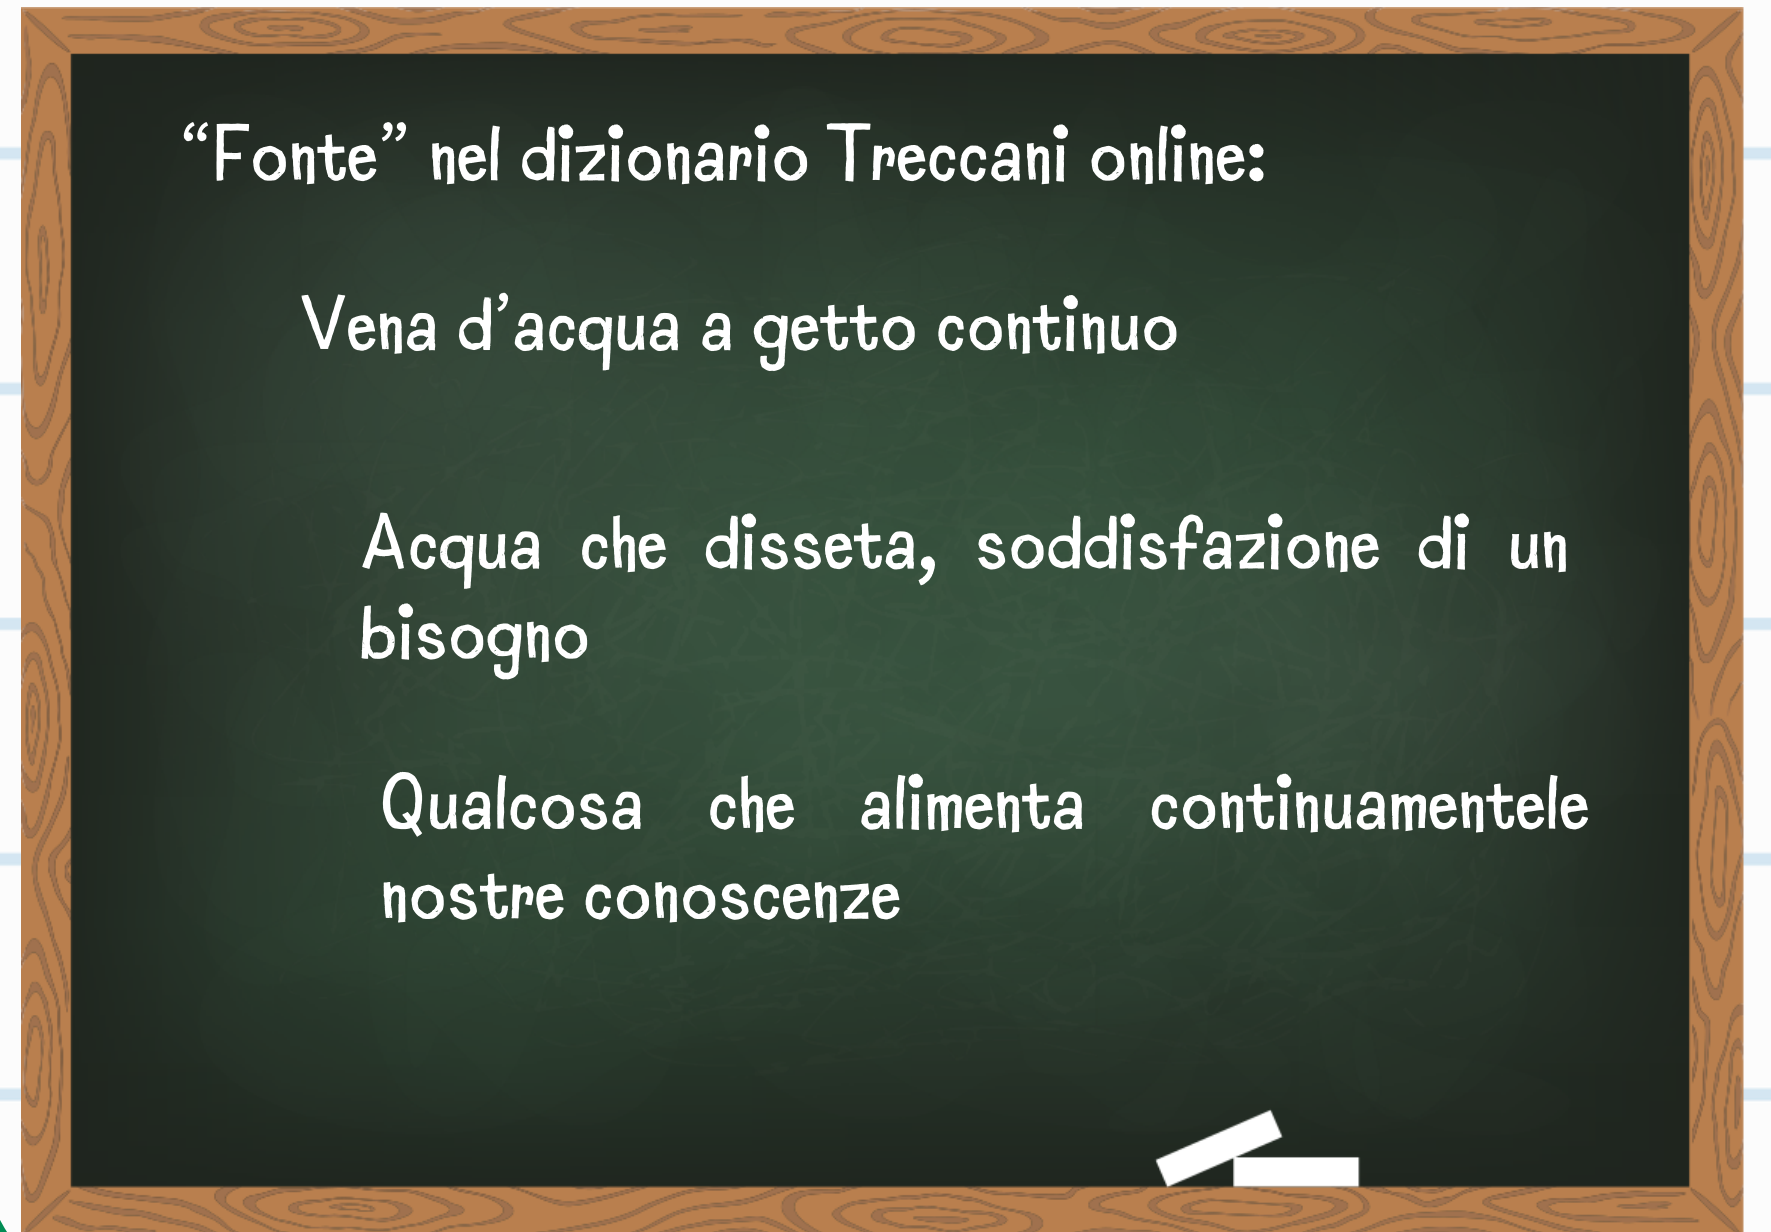 “Fonte” nel dizionario Treccani online:
Vena d’acqua a getto continuo
Acqua che disseta, soddisfazione di un
bisogno
Qualcosa che alimenta continuamentele
nostre conoscenze